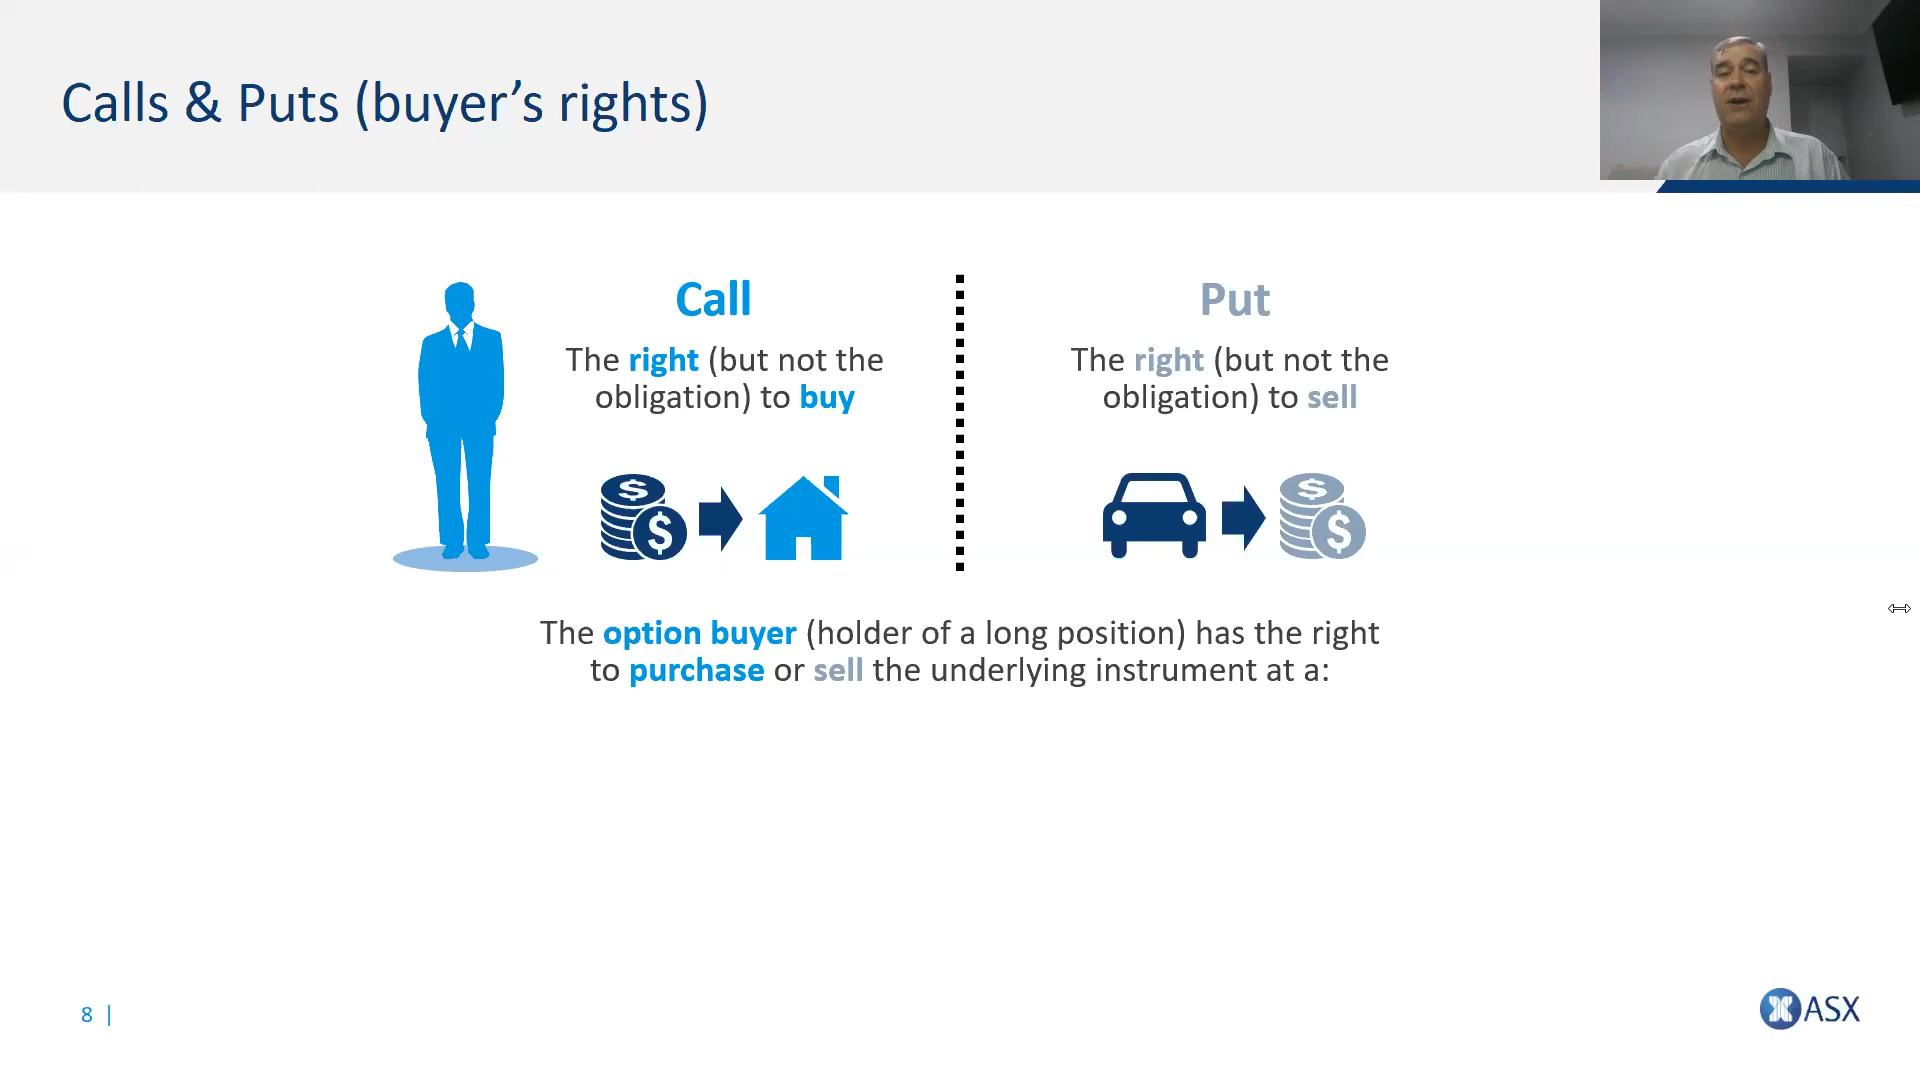 Calls & Puts (buyer’s rights)
Call
The right (but not the
obligation) to buy
Put
The right (but not the
obligation) to sell
$ $
$ $
The option buyer (holder of a long position) has the right
to purchase or sell the underlying instrument at a:
8 |
ASX